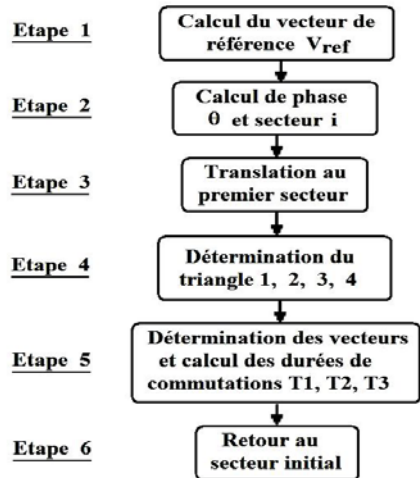 Etape 1
Calcul du vecteur de
référence Vref
Etape 2
Calcul de phase
θ et secteur i
Etape 3
Translation au
premier secteur
Etape 4
Détermination du
triangle 1, 2, 3, 4
Etape 5
Détermination des vecteurs
et calcul des durées de
commutations T1, T2, T3
Etape 6
Retour au
secteur initial